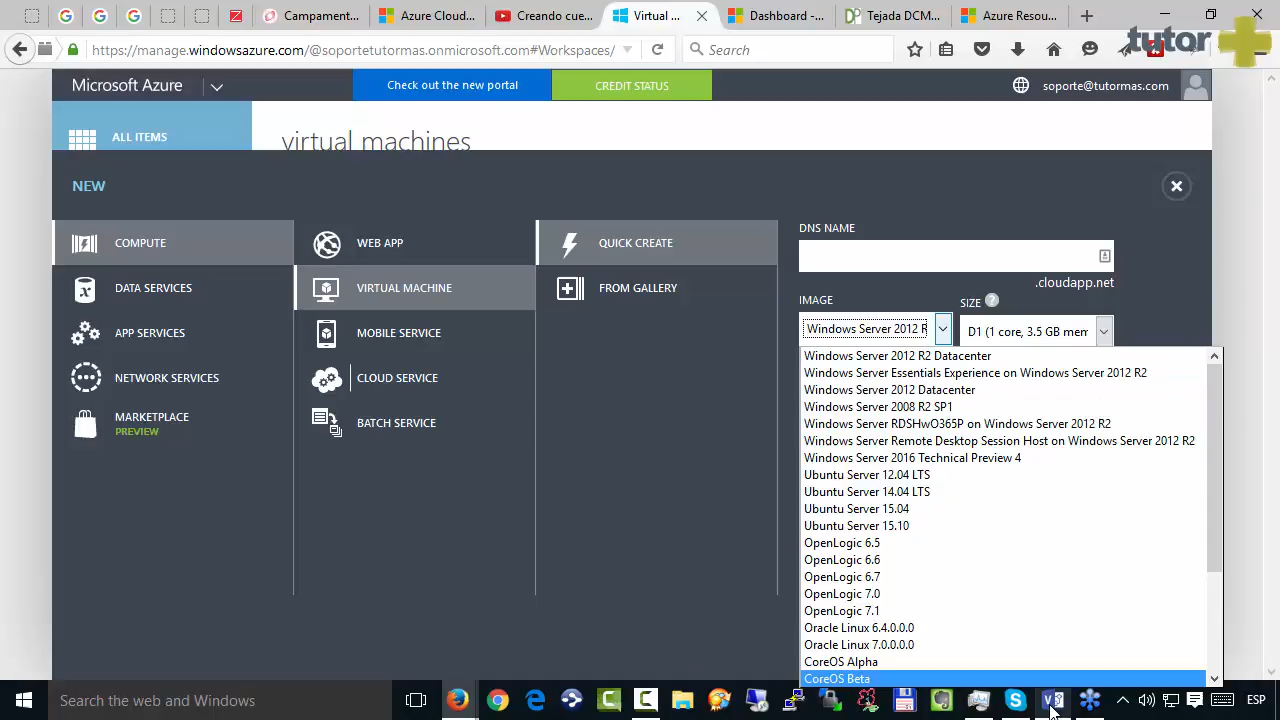 Campament...
Azure Cloud...
Creando cue...
Virtual ...
Dashboard - ...
Tejada DCM...
Azure Resou...
https://manage.windowsazure.com/@soportetutormas.onmicrosoft.com#Workspaces/
Search
tutor
Microsoft Azure
Check out the new portal
CREDIT STATUS
soporte@tutormas.com
ALL ITEMS
virtual machines
NEW
COMPUTE
DATA SERVICES
APP SERVICES
NETWORK SERVICES
MARKETPLACE
PREVIEW
WEB APP
VIRTUAL MACHINE
MOBILE SERVICE
CLOUD SERVICE
BATCH SERVICE
QUICK CREATE
FROM GALLERY
DNS NAME
.cloudapp.net
IMAGE
SIZE ?
Windows Server 2012 R
D1 (1 core, 3.5 GB mem
Windows Server 2012 R2 Datacenter
Windows Server Essentials Experience on Windows Server 2012 R2
Windows Server 2012 Datacenter
Windows Server 2008 R2 SP1
Windows Server RDSHwO365P on Windows Server 2012 R2
Windows Server Remote Desktop Session Host on Windows Server 2012 R2
Windows Server 2016 Technical Preview 4
Ubuntu Server 12.04 LTS
Ubuntu Server 14.04 LTS
Ubuntu Server 15.04
Ubuntu Server 15.10
OpenLogic 6.5
OpenLogic 6.6
OpenLogic 6.7
OpenLogic 7.0
OpenLogic 7.1
Oracle Linux 6.4.0.0.0
Oracle Linux 7.0.0.0.0
CoreOS Alpha
CoreOS Beta
Search the web and Windows
ESP